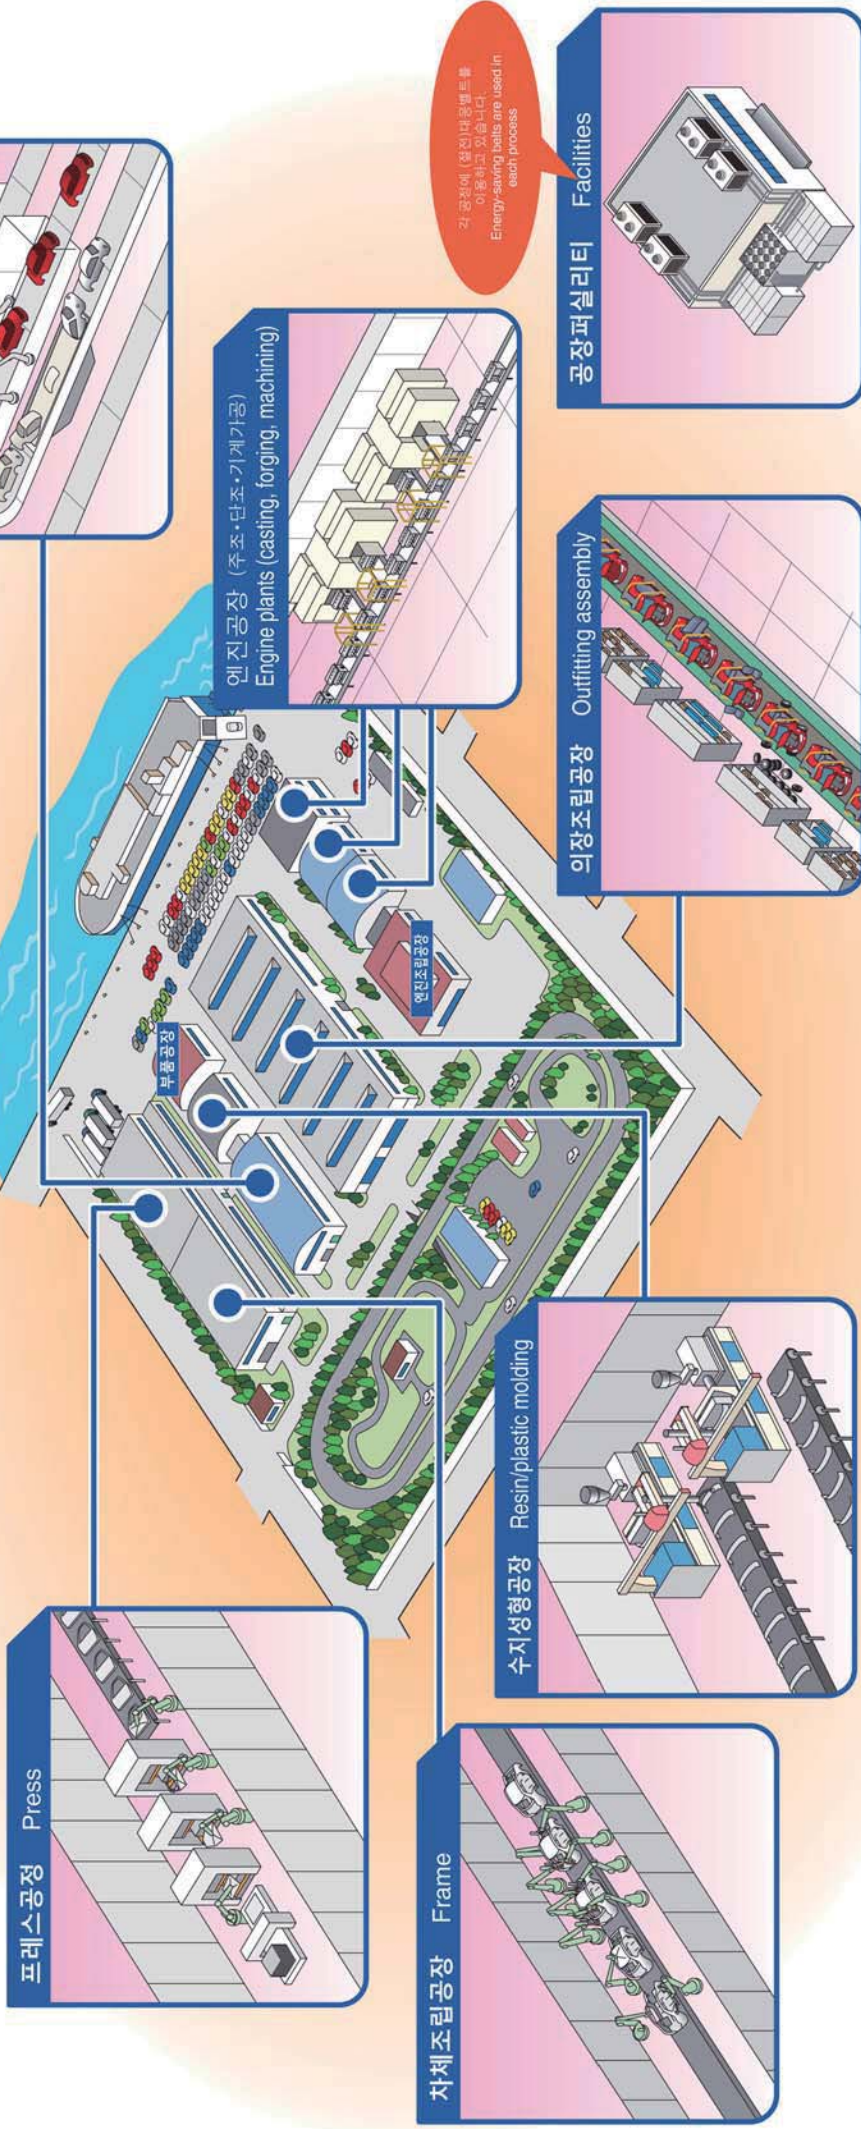 프레스공정 Press
차체조립공장 Frame
수지성형공장 Resin/plastic molding
부품공장
엔진조립공장
엔진공장 (주조·단조·기계가공)
Engine plants (casting, forging, machining)
의장조립공장 Outfitting assembly
공장퍼실리티 Facilities
각 공정에 (절전)대응벨트를
이용하고 있습니다.
Energy-saving belts are used in
each process